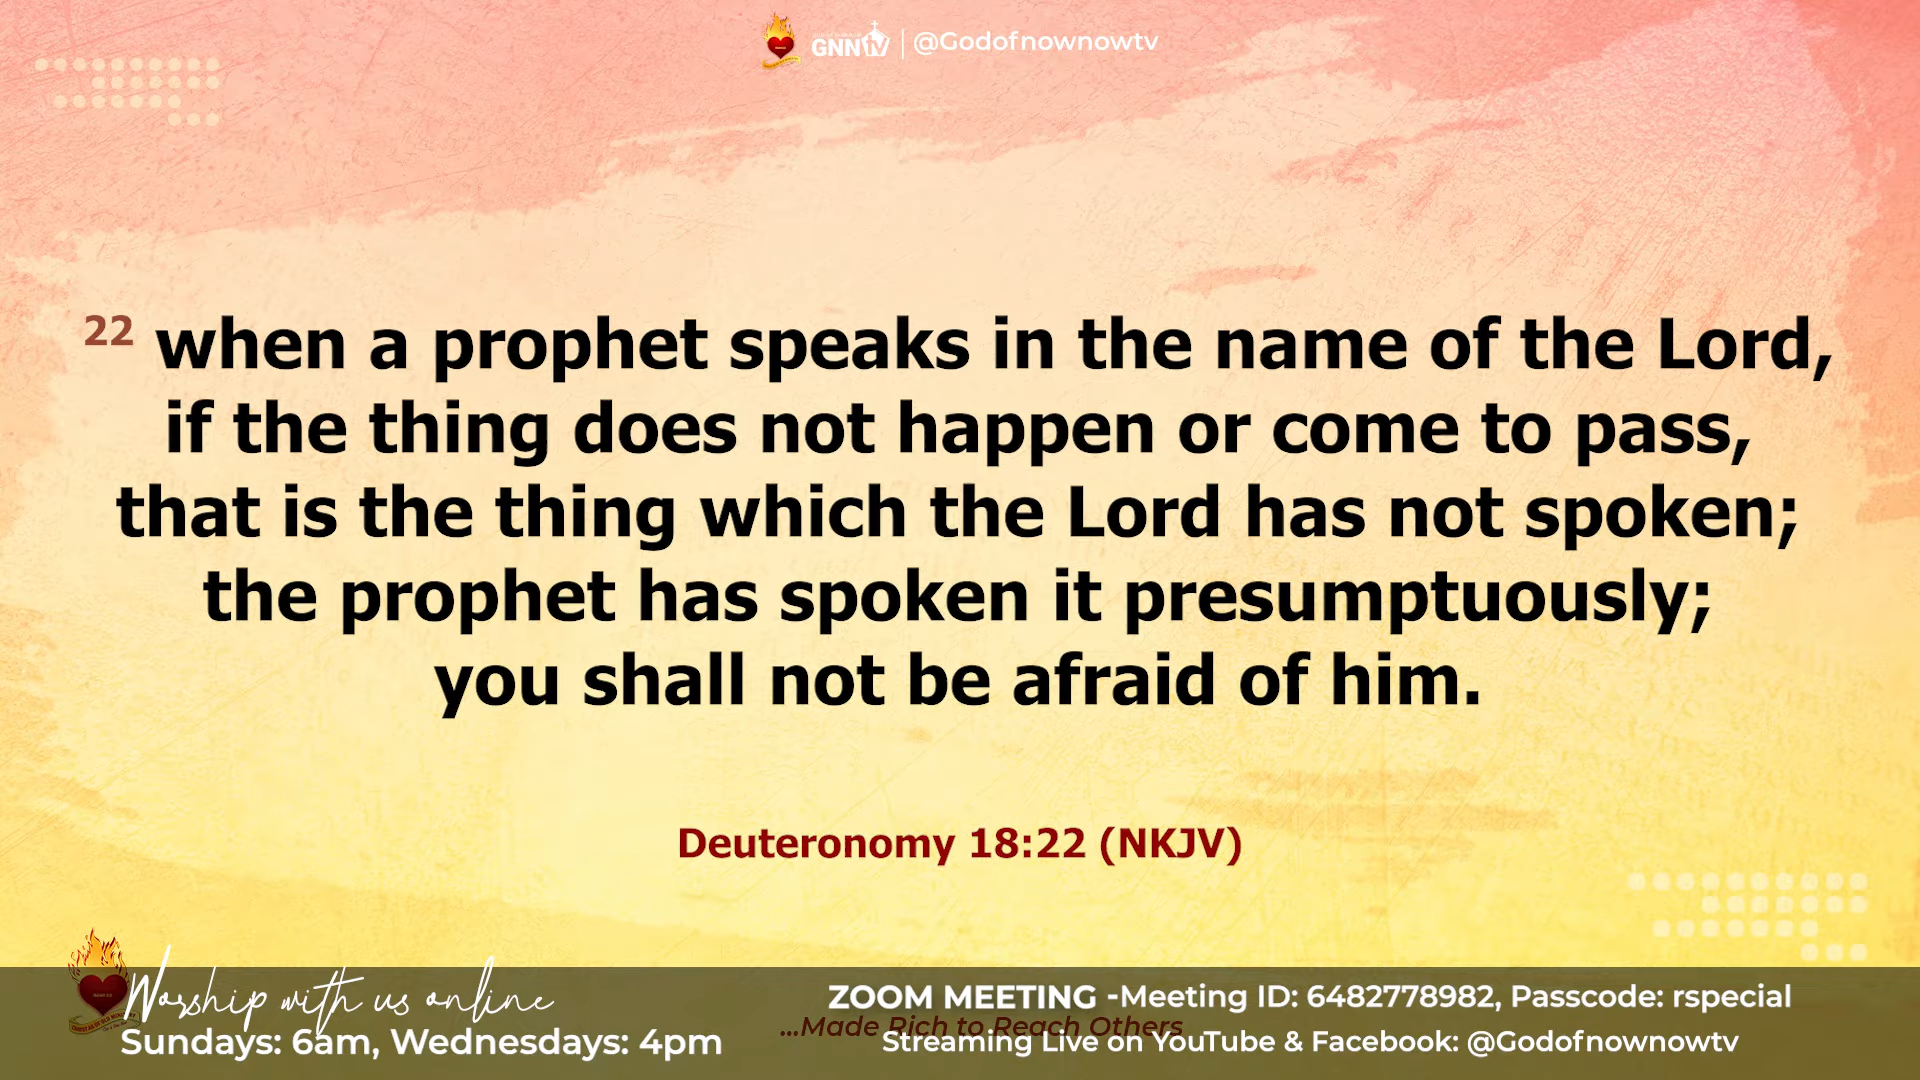 GNNTV | @Godofnownowtv
22 when a prophet speaks in the name of the Lord,
if the thing does not happen or come to pass,
that is the thing which the Lord has not spoken;
the prophet has spoken it presumptuously;
you shall not be afraid of him.
Deuteronomy 18:22 (NKJV)
Worship with us online
Sundays: 6am, Wednesdays: 4pm
ZOOM MEETING -Meeting ID: 6482778982, Passcode: rspecial
...Made Rich to Reach Others
Streaming Live on YouTube & Facebook: @Godofnownowtv